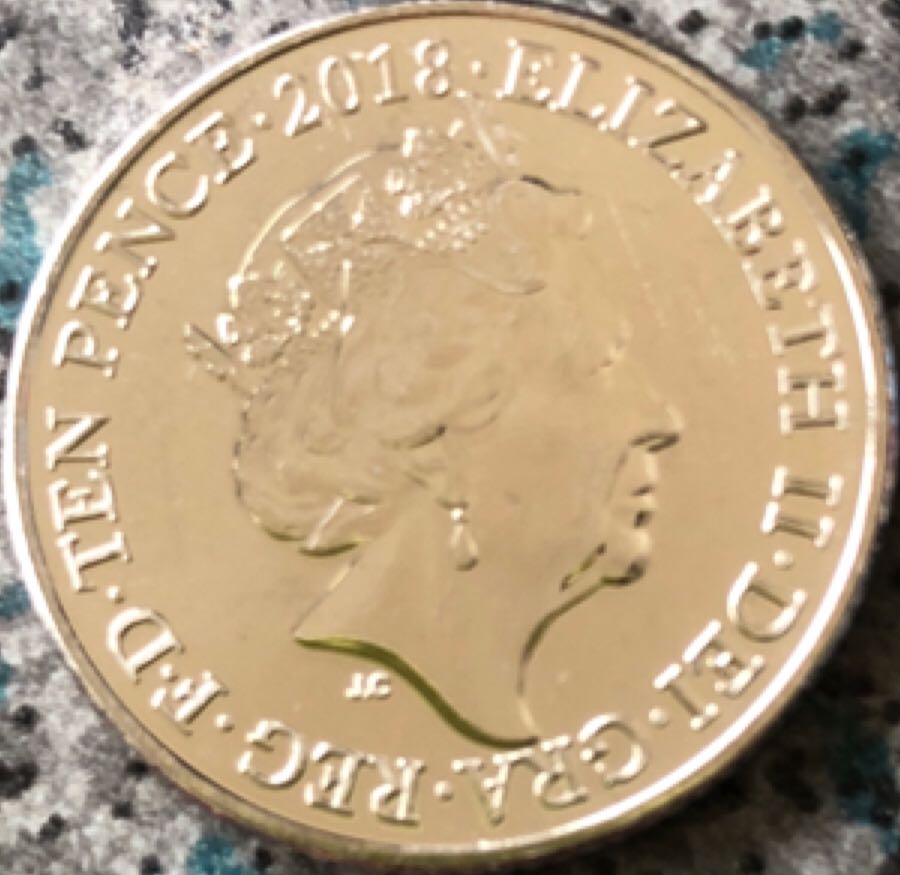 ELIZABETH II · DEI · GRA · REG · F · D · TEN PENCE · 2018 ·
JC